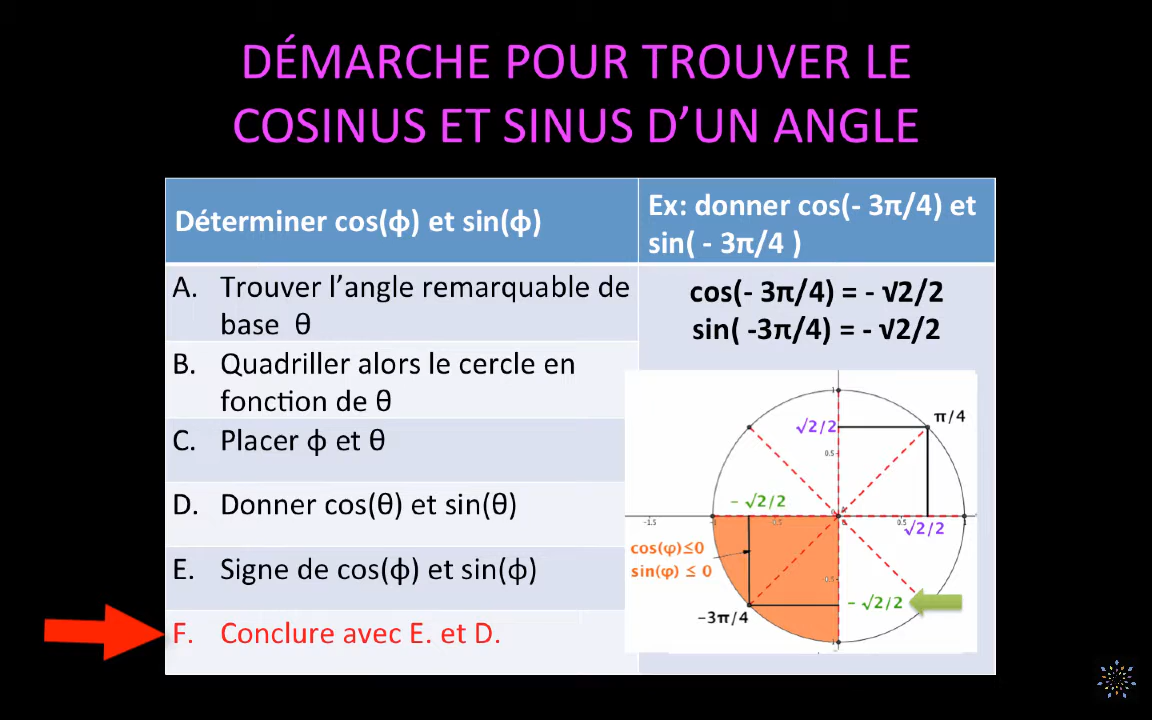 DÉMARCHE POUR TROUVER LE
COSINUS ET SINUS D’UN ANGLE
Déterminer cos(ϕ) et sin(ϕ)
Ex: donner cos(- 3π/4) et
sin( - 3π/4 )
A. Trouver l’angle remarquable de
base θ
B. Quadriller alors le cercle en
fonction de θ
C. Placer ϕ et θ
D. Donner cos(θ) et sin(θ)
E. Signe de cos(ϕ) et sin(ϕ)
F. Conclure avec E. et D.
cos(- 3π/4) = - √2/2
sin( -3π/4) = - √2/2
1
π/4
√2/2
0.5
- √2/2
-1.5
0.5
1
√2/2
cos(φ)≤0
sin(φ) ≤ 0
- √2/2
-3π/4